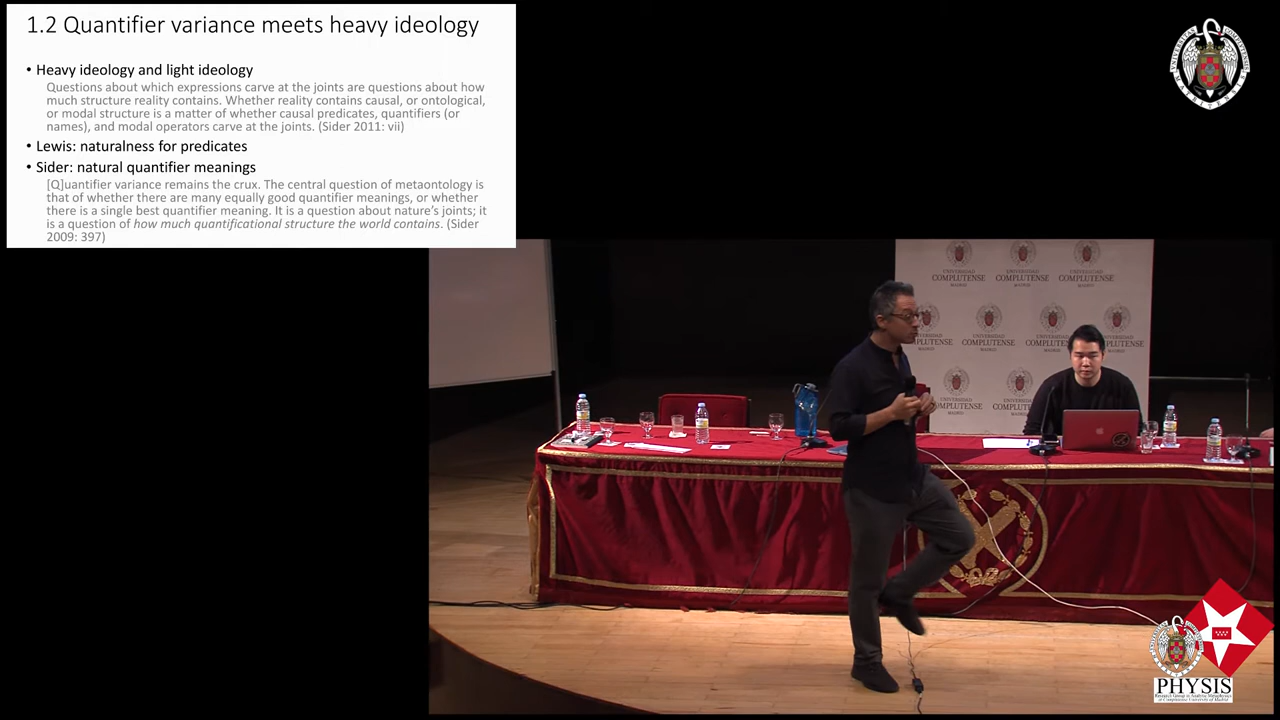 1.2 Quantifier variance meets heavy ideology
• Heavy ideology and light ideology
Questions about which expressions carve at the joints are questions about how
much structure reality contains. Whether reality contains causal, or ontological,
or modal structure is a matter of whether causal predicates, quantifiers (or
names), and modal operators carve at the joints. (Sider 2011: vii)
• Lewis: naturalness for predicates
• Sider: natural quantifier meanings
[Q]uantifier variance remains the crux. The central question of metaontology is
that of whether there are many equally good quantifier meanings, or whether
there is a single best quantifier meaning. It is a question about nature's joints; it
is a question of how much quantificational structure the world contains. (Sider
2009: 397)
UNIVERSIDAD
COMPLUTENSE
MADRID
UNIVERSIDAD
COMPLUTENSE
MADRID
UNIVERSIDAD
COMPLUTENSE
MADRID
PHYSIS